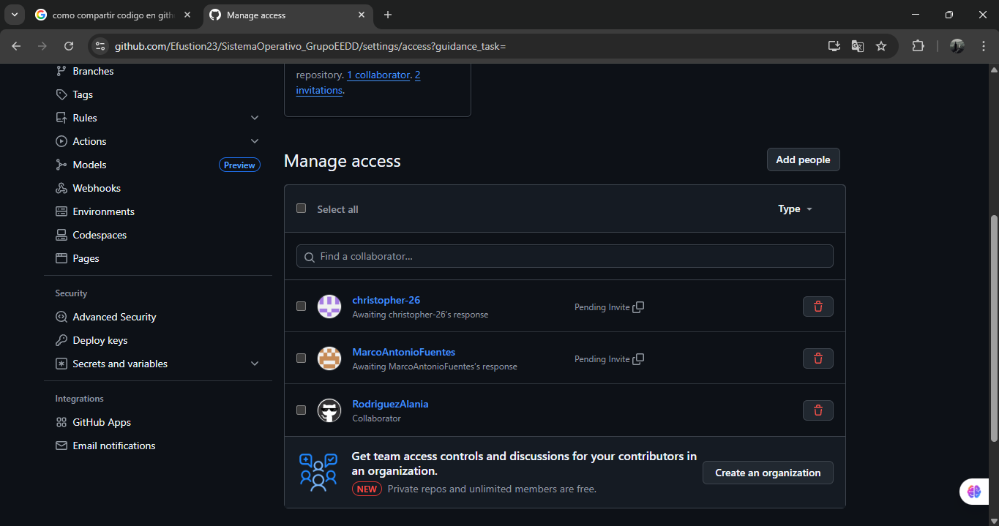 como compartir codigo en gith
Manage access
github.com/Efustion23/SistemaOperativo_GrupoEEDD/settings/access?guidance_task=
Branches
Tags
Rules
Actions
Models
Preview
Webhooks
Environments
Codespaces
Pages
Security
Advanced Security
Deploy keys
Secrets and variables
Integrations
GitHub Apps
Email notifications
repository. 1 collaborator. 2
invitations.
Manage access
Add people
Select all
Type
Find a collaborator...
christopher-26
Awaiting christopher-26's response
Pending Invite
MarcoAntonioFuentes
Awaiting MarcoAntonioFuentes's response
Pending Invite
RodriguezAlania
Collaborator
Get team access controls and discussions for your contributors in
an organization.
NEW Private repos and unlimited members are free.
Create an organization